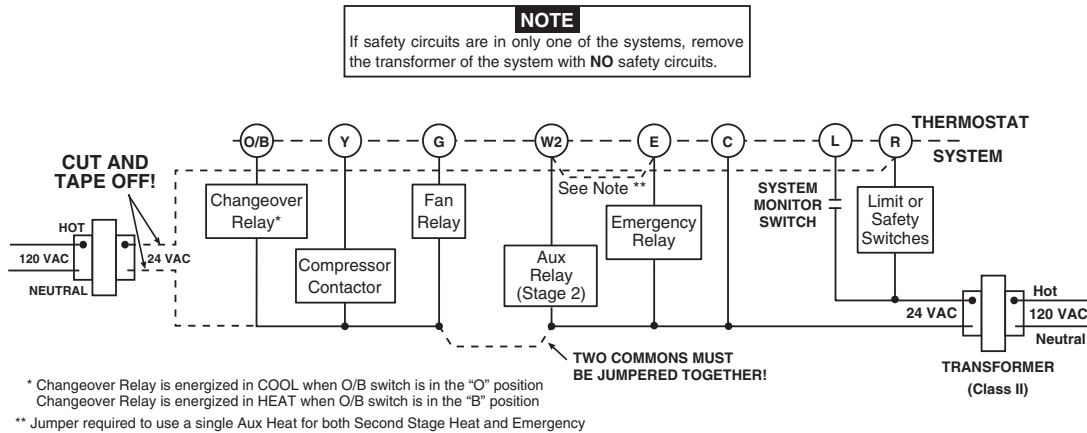 NOTE
If safety circuits are in only one of the systems, remove
the transformer of the system with NO safety circuits.
O/B
Y
G
W2
E
C
L
R
THERMOSTAT
SYSTEM
CUT AND
TAPE OFF!
See Note **
SYSTEM
MONITOR
SWITCH
Changeover
Relay*
Fan
Relay
Limit or
Safety
Switches
Emergency
Relay
HOT
120 VAC
24 VAC
NEUTRAL
Compressor
Contactor
Aux
Relay
(Stage 2)
Hot
24 VAC
120 VAC
Neutral
TWO COMMONS MUST
BE JUMPERED TOGETHER!
TRANSFORMER
(Class II)
* Changeover Relay is energized in COOL when O/B switch is in the “O” position
Changeover Relay is energized in HEAT when O/B switch is in the “B” position
** Jumper required to use a single Aux Heat for both Second Stage Heat and Emergency